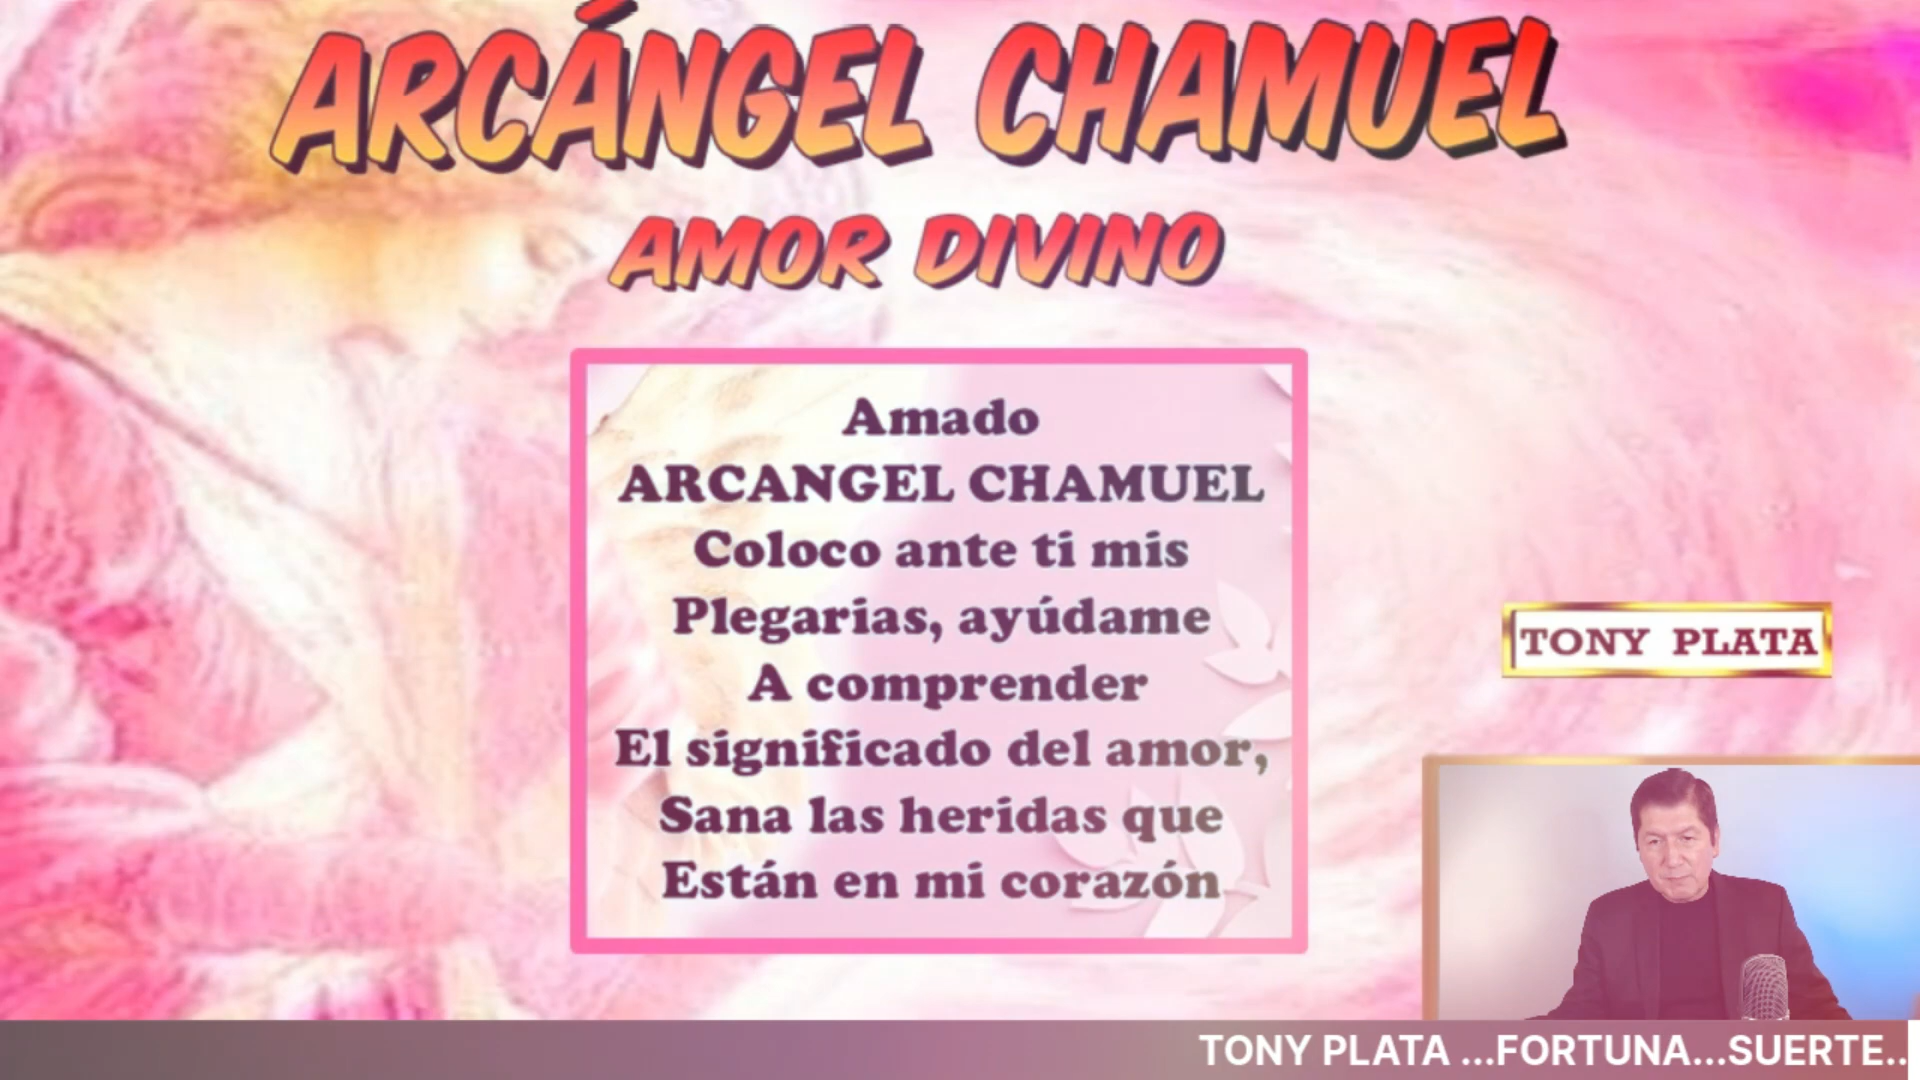 ARCÁNGEL CHAMUEL
AMOR DIVINO
Amado
ARCANGEL CHAMUEL
Coloco ante ti mis
Plegarias, ayúdame
A comprender
El significado del amor,
Sana las heridas que
Están en mi corazón
TONY PLATA
TONY PLATA ...FORTUNA...SUERTE..